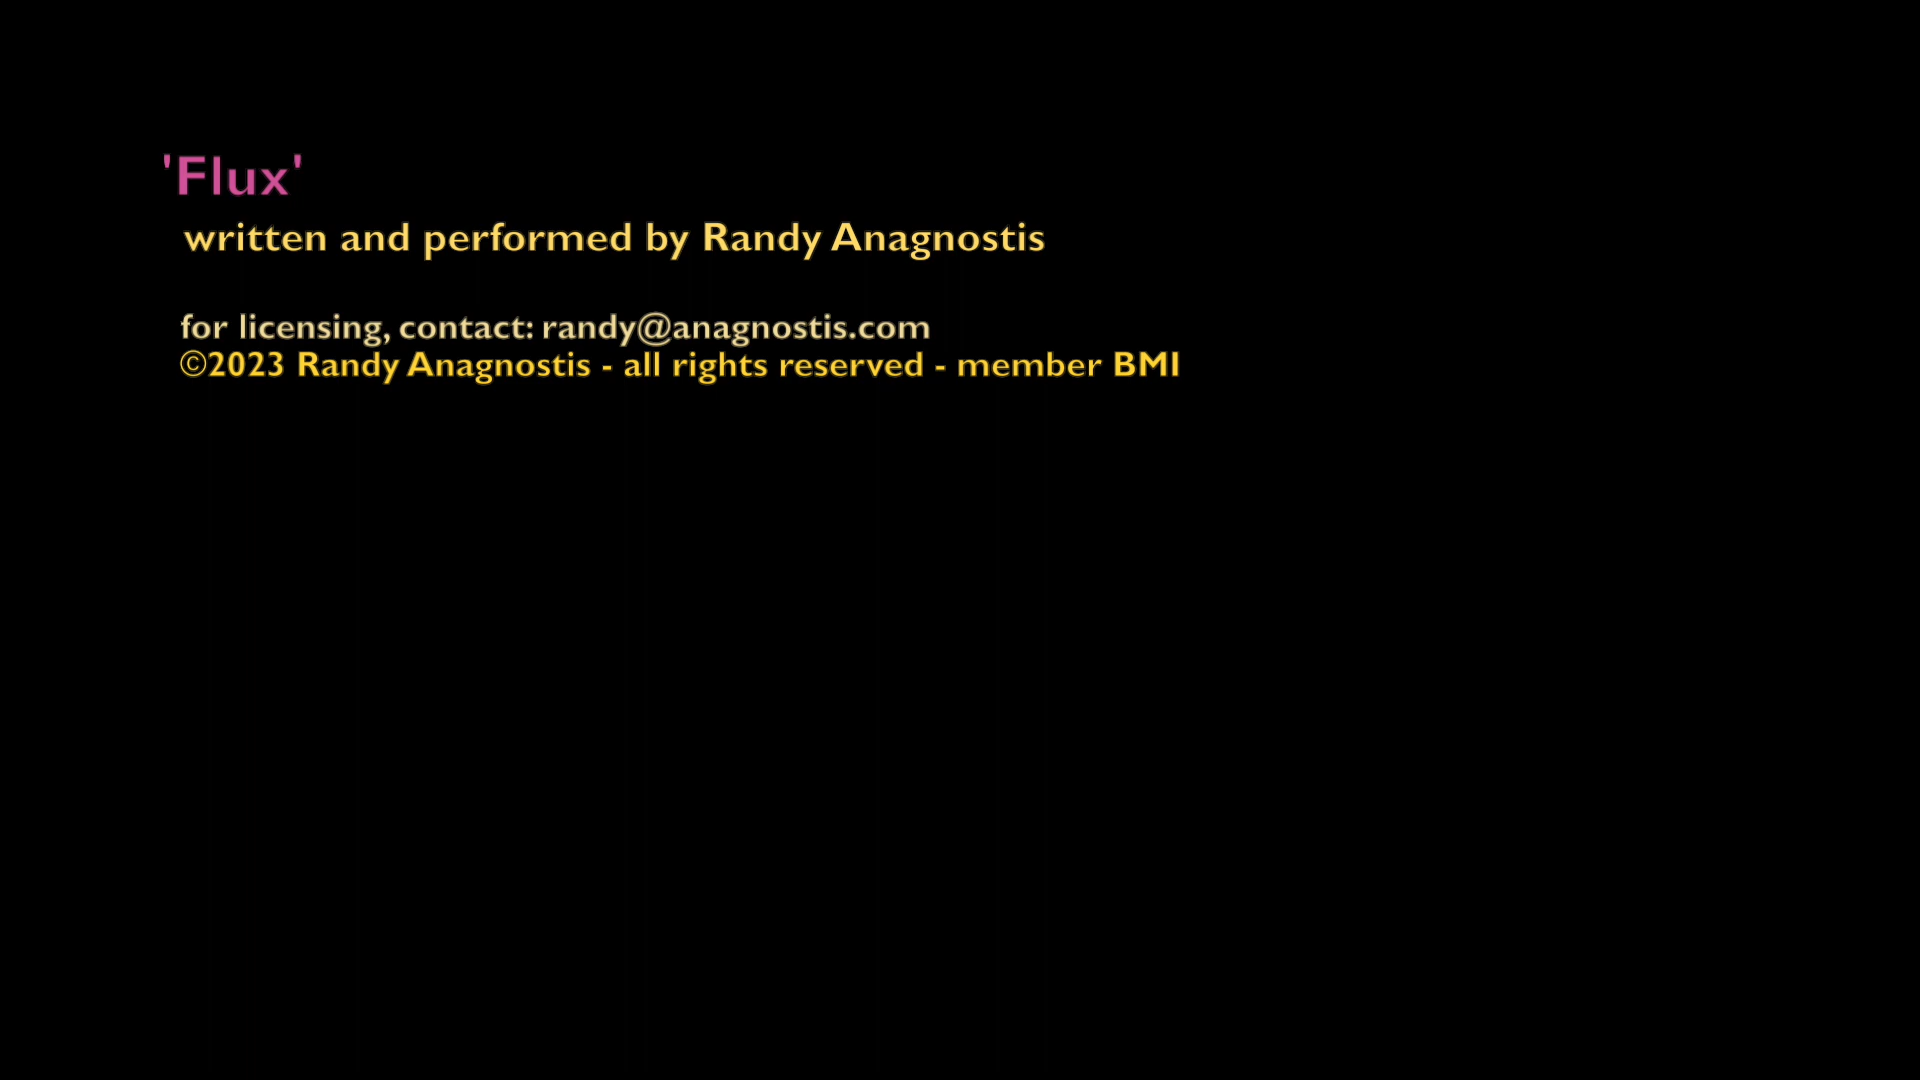 'Flux'
written and performed by Randy Anagnostis
for licensing, contact: randy@anagnostis.com
©2023 Randy Anagnostis - all rights reserved - member BMI